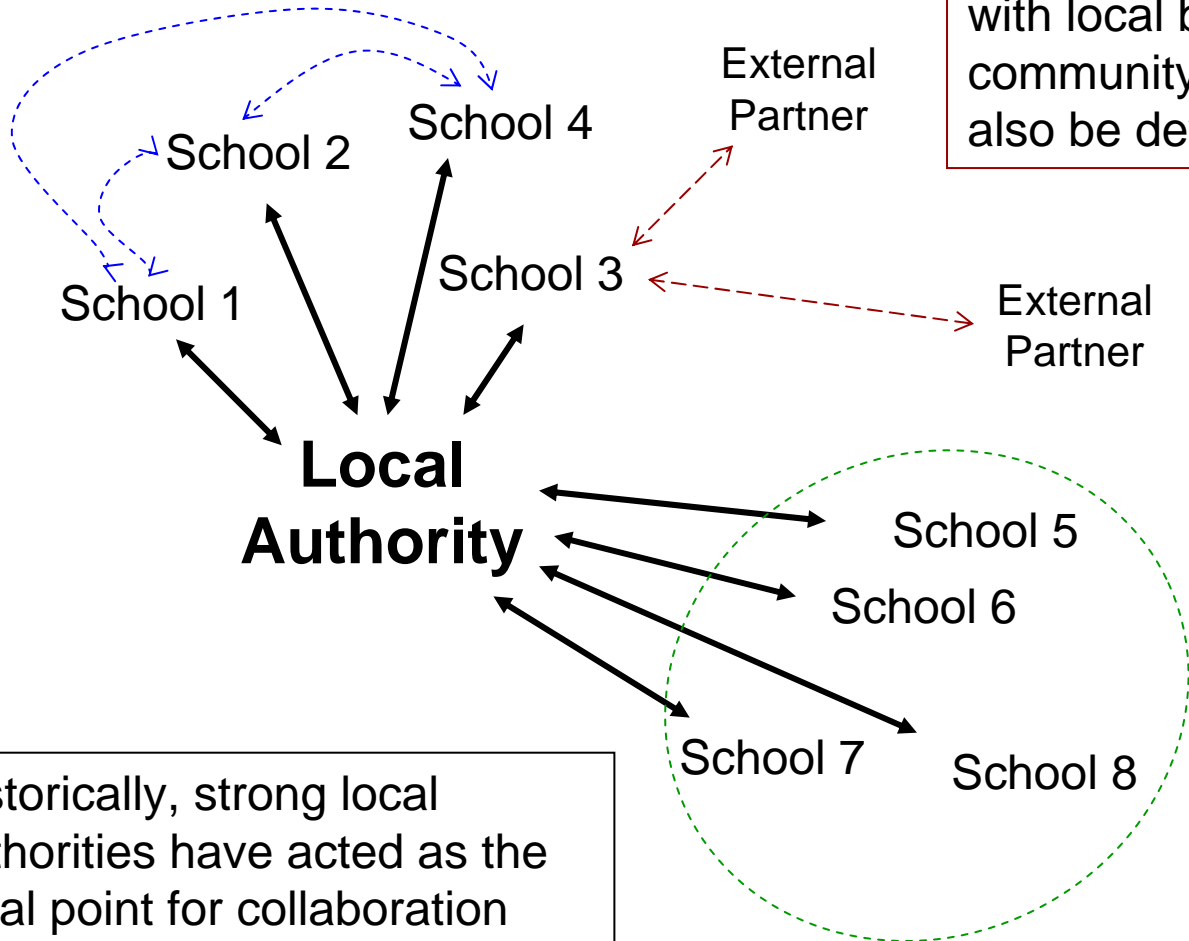 with local
community
also be de
External
Partner
School 4
School 2
School 3
School 1
External
Partner
Local
Authority
School 5
School 6
School 7
School 8
storically, strong local
thorities have acted as the
al point for collaboration